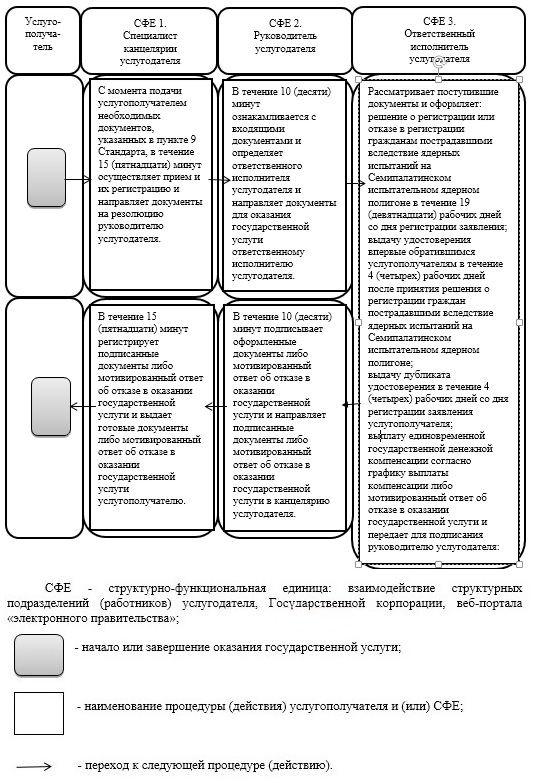 Услуго-
получа-
тель
СФЕ 1.
Специалист
канцелярии
услугодателя
СФЕ 2.
Руководитель
услугодателя
СФЕ 3.
Ответственный
исполнитель
услугодателя
С момента подачи
услугополучателем
необходимых
документов,
указанных в пункте 9
Стандарта, в течение
15 (пятнадцати) минут
осуществляет прием и
их регистрацию и
направляет документы
на резолюцию
руководителю
услугодателя.
В течение 10 (десяти)
минут
ознакамливается с
входящими
документами и
определяет
ответственного
исполнителя
услугодателя и
направляет документы
для оказания
государственной
услуги
ответственному
исполнителю
услугодателя.
Рассматривает поступившие
документы и оформляет:
решение о регистрации или
отказе в регистрации
гражданам пострадавшими
вследствие ядерных
испытаний на
Семипалатинском
испытательном ядерном
полигоне в течение 19
(девятнадцати) рабочих дней
со дня регистрации заявления;
выдачу удостоверения
впервые обратившимся
услугополучателям в течение
4 (четырех) рабочих дней
после принятия решения о
регистрации граждан
пострадавшими вследствие
ядерных испытаний на
Семипалатинском
испытательном ядерном
полигоне;
выдачу дубликата
удостоверения в течение 4
(четырех) рабочих дней со дня
регистрации заявления
услугополучателя;
выплату единовременной
государственной денежной
компенсации согласно
графику выплаты
компенсации либо
мотивированный ответ об
отказе в оказании
государственной услуги и
передает для подписания
руководителю услугодателя:
В течение 15
(пятнадцати) минут
регистрирует
подписанные
документы либо
мотивированный ответ
об отказе в оказании
государственной
услуги и выдает
готовые документы
либо мотивированный
ответ об отказе в
оказании
государственной
услуги
услугополучателю.
В течение 10 (десяти)
минут подписывает
оформленные
документы либо
мотивированный
ответ об отказе в
оказании
государственной
услуги и направляет
подписанные
документы либо
мотивированный
ответ об отказе в
оказании
государственной
услуги в канцелярию
услугодателя.
СФЕ - структурно-функциональная единица: взаимодействие структурных
подразделений (работников) услугодателя, Государственной корпорации, веб-портала
«электронного правительства»;
- начало или завершение оказания государственной услуги;
- наименование процедуры (действия) услугополучателя и (или) СФЕ;
- переход к следующей процедуре (действию).